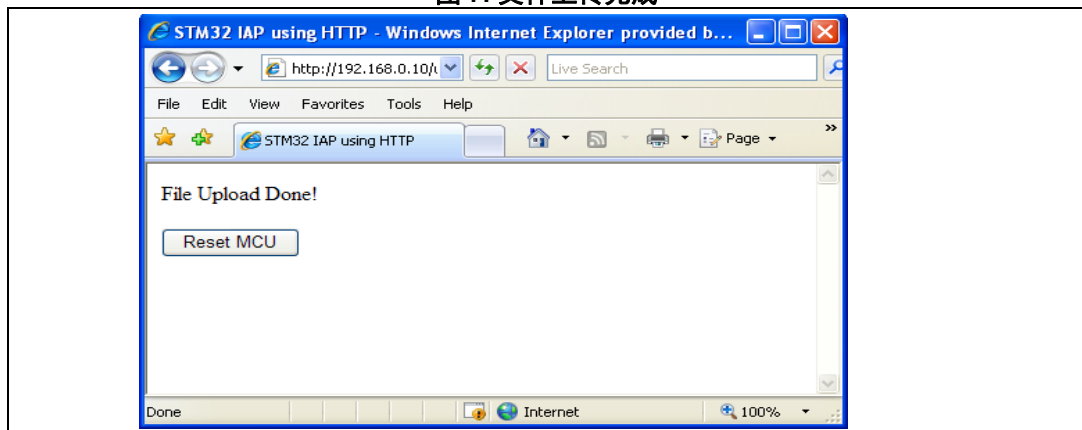 STM32 IAP using HTTP - Windows Internet Explorer provided b...
http://192.168.0.10/
Live Search
File Edit View Favorites Tools Help
STM32 IAP using HTTP
Page
File Upload Done!
Reset MCU
Done
Internet
100%